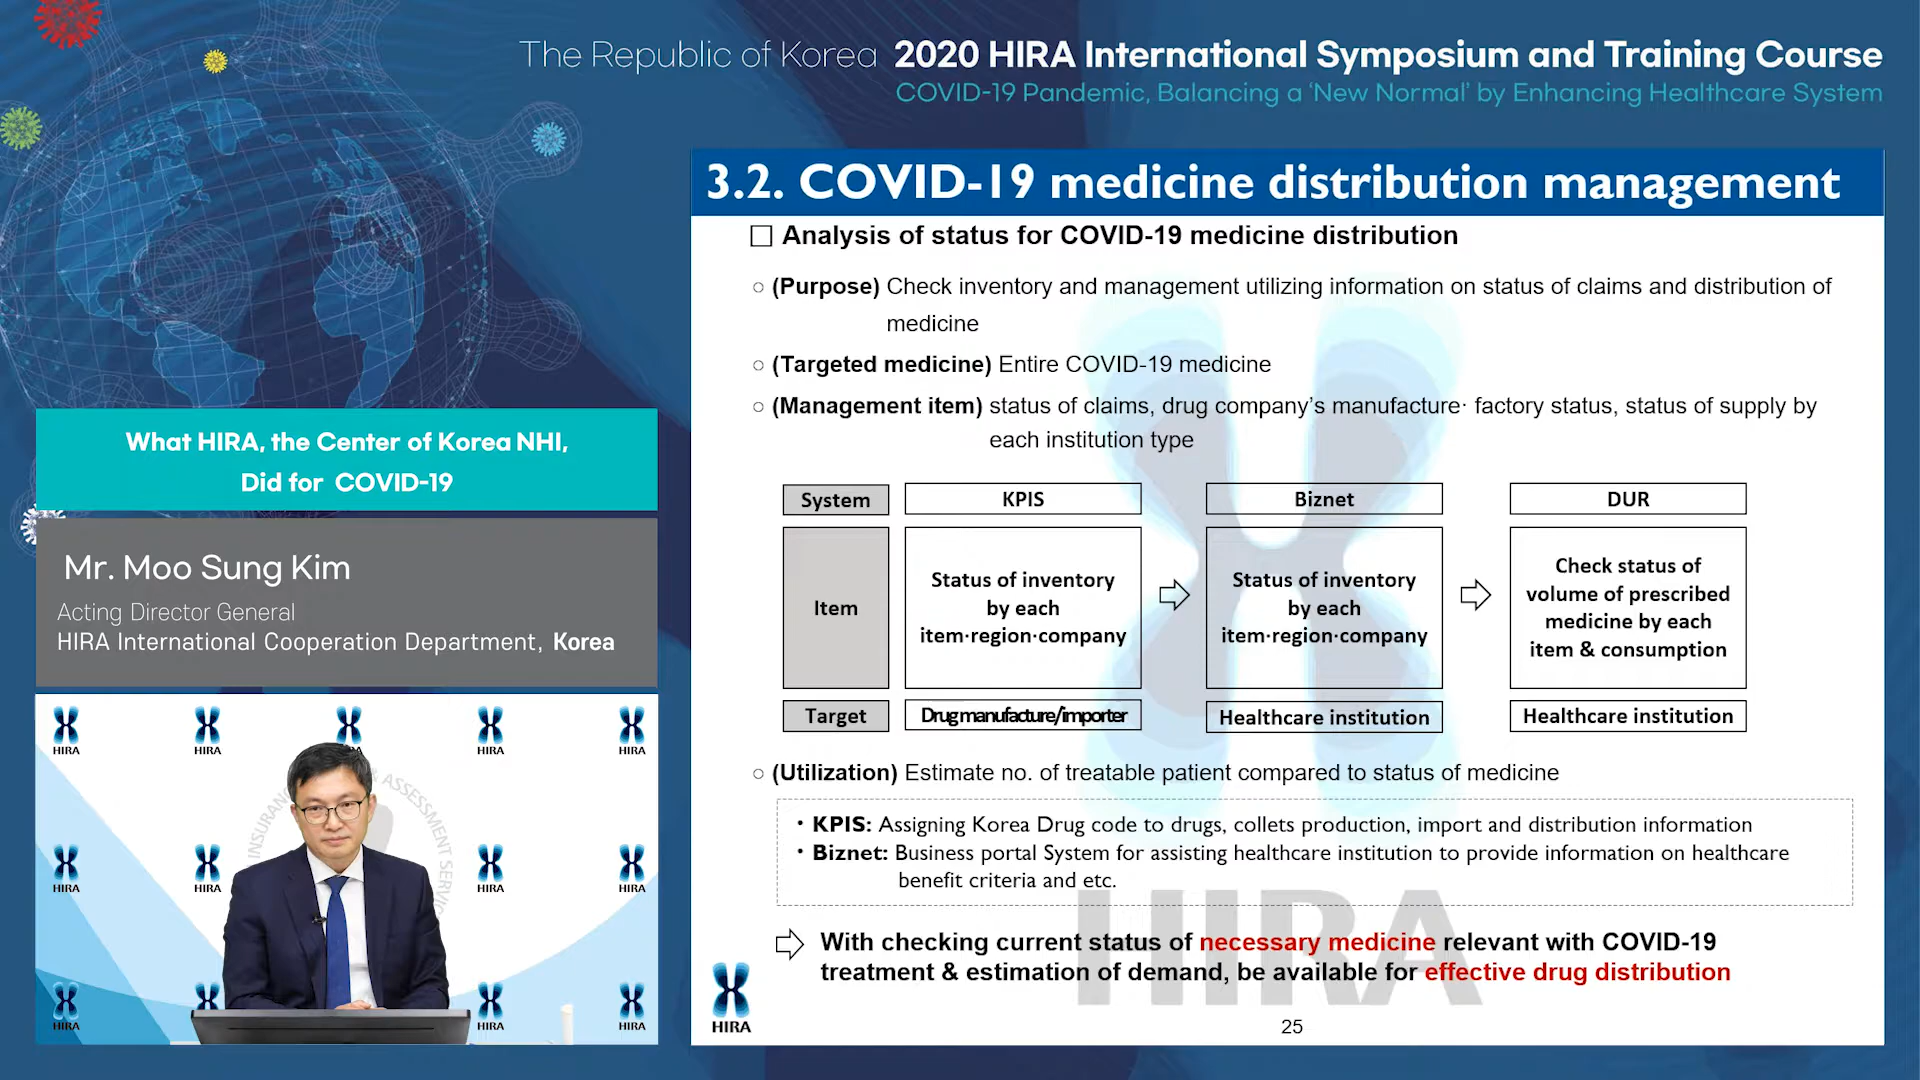 The Republic of Korea 2020 HIRA International Symposium and Training Course
COVID-19 Pandemic, Balancing a ‘New Normal’ by Enhancing Healthcare System
What HIRA, the Center of Korea NHI,
Did for COVID-19
Mr. Moo Sung Kim
Acting Director General
HIRA International Cooperation Department, Korea
HIRA HIRA HIRA HIRA
INSURANC & ASSESSMENT SERVIC
HIRA HIRA HIRA HIRA
HIRA HIRA HIRA
3.2. COVID-19 medicine distribution management
□ Analysis of status for COVID-19 medicine distribution
○ (Purpose) Check inventory and management utilizing information on status of claims and distribution of
medicine
○ (Targeted medicine) Entire COVID-19 medicine
○ (Management item) status of claims, drug company’s manufacture· factory status, status of supply by
each institution type
System KPIS Biznet DUR
Item
Status of inventory
by each
item·region·company
Status of inventory
by each
item·region·company
Check status of
volume of prescribed
medicine by each
item & consumption
Target Drug manufacture/importer Healthcare institution Healthcare institution
○ (Utilization) Estimate no. of treatable patient compared to status of medicine
• KPIS: Assigning Korea Drug code to drugs, collets production, import and distribution information
• Biznet: Business portal System for assisting healthcare institution to provide information on healthcare
benefit criteria and etc.
With checking current status of necessary medicine relevant with COVID-19
treatment & estimation of demand, be available for effective drug distribution
HIRA
HIRA
25